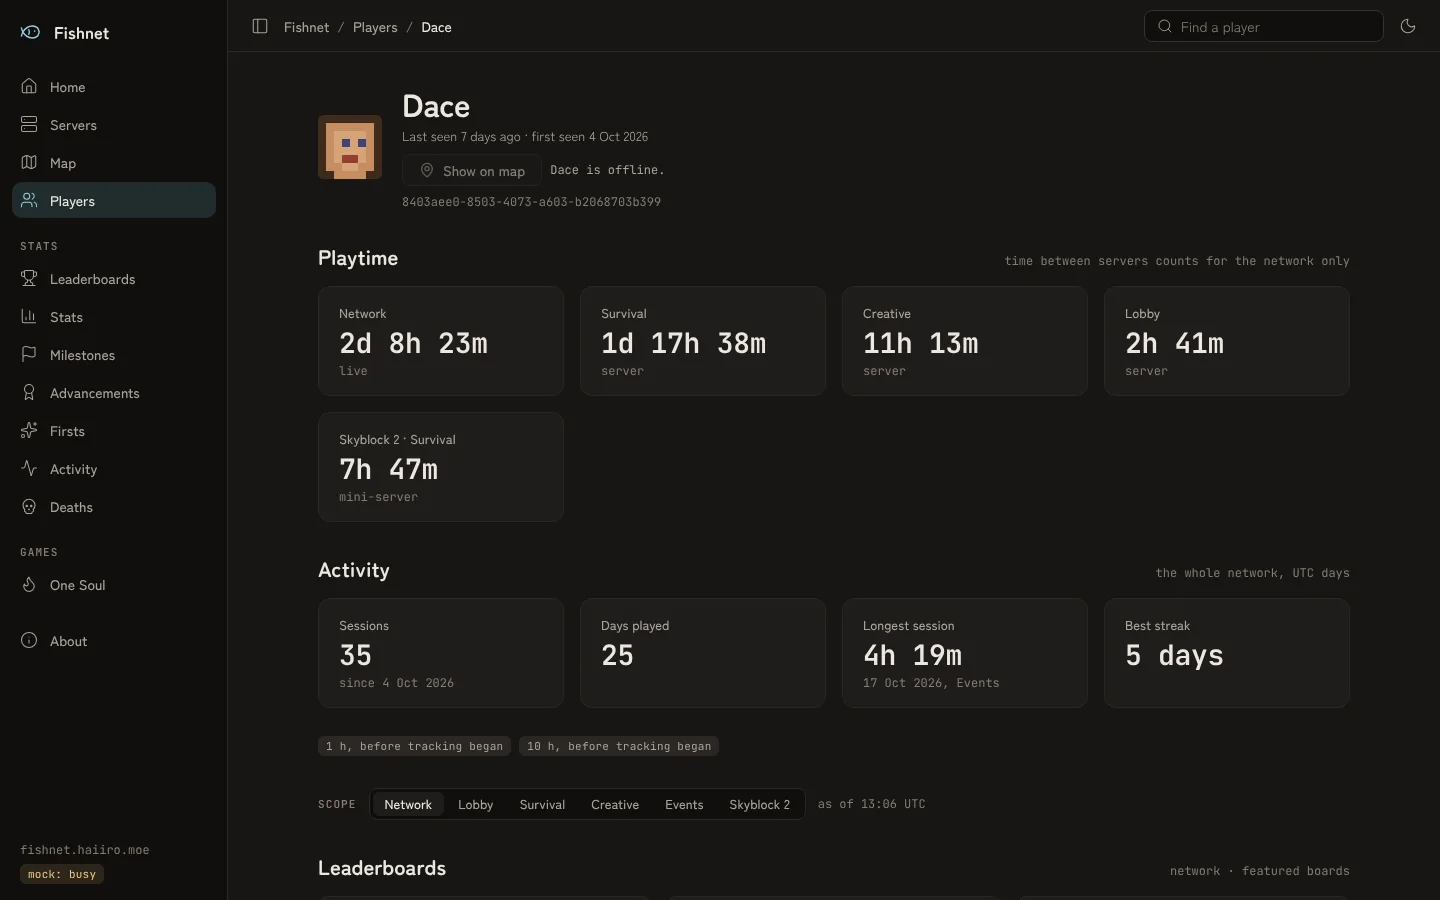 Fishnet
Home
Servers
Map
Players
STATS
Leaderboards
Stats
Milestones
Advancements
Firsts
Activity
Deaths
GAMES
One Soul
About
fishnet.haiiro.moe
mock: busy
Fishnet / Players / Dace
Find a player
Dace
Last seen 7 days ago · first seen 4 Oct 2026
Show on map
Dace is offline.
8403aee0-8503-4073-a603-b2068703b399
Playtime
time between servers counts for the network only
Network
2d 8h 23m
live
Survival
1d 17h 38m
server
Creative
11h 13m
server
Lobby
2h 41m
server
Skyblock 2 · Survival
7h 47m
mini-server
Activity
the whole network, UTC days
Sessions
35
since 4 Oct 2026
Days played
25
Longest session
4h 19m
17 Oct 2026, Events
Best streak
5 days
1 h, before tracking began
10 h, before tracking began
SCOPE
Network
Lobby
Survival
Creative
Events
Skyblock 2
as of 13:06 UTC
Leaderboards
network · featured boards